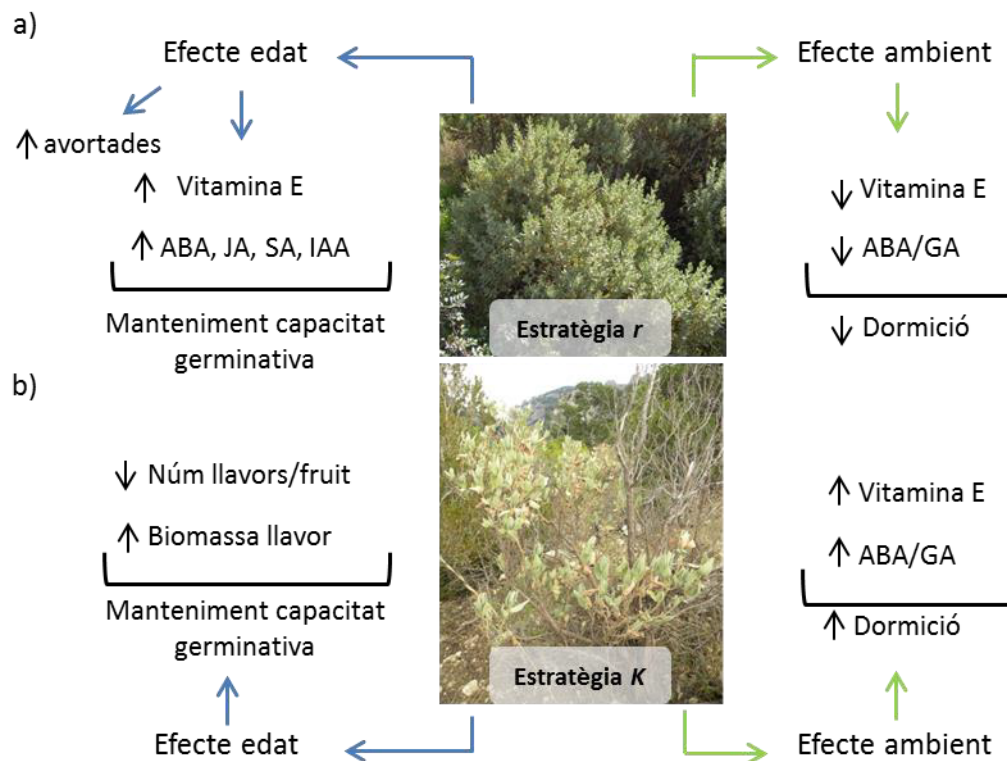 a)
Efecte edat
↑ avortades
↑ Vitamina E
↑ ABA, JA, SA, IAA
Manteniment capacitat
germinativa
Estratègia r
Efecte ambient
↓ Vitamina E
↓ ABA/GA
↓ Dormició
b)
↓ Núm llavors/fruit
↑ Biomassa llavor
Manteniment capacitat
germinativa
Efecte edat
Estratègia K
↑ Vitamina E
↑ ABA/GA
↑ Dormició
Efecte ambient